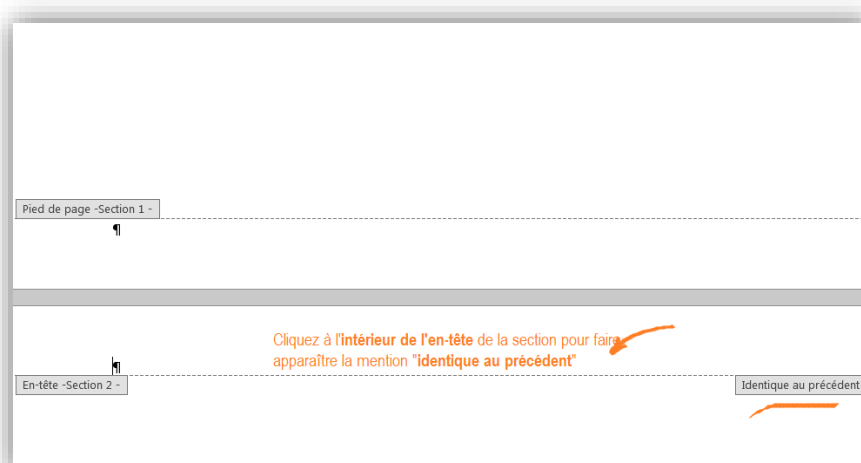 Pied de page -Section 1 -
¶
Cliquez à l'intérieur de l'en-tête de la section pour faire
apparaître la mention "identique au précédent"
¶
En-tête -Section 2 -
Identique au précédent